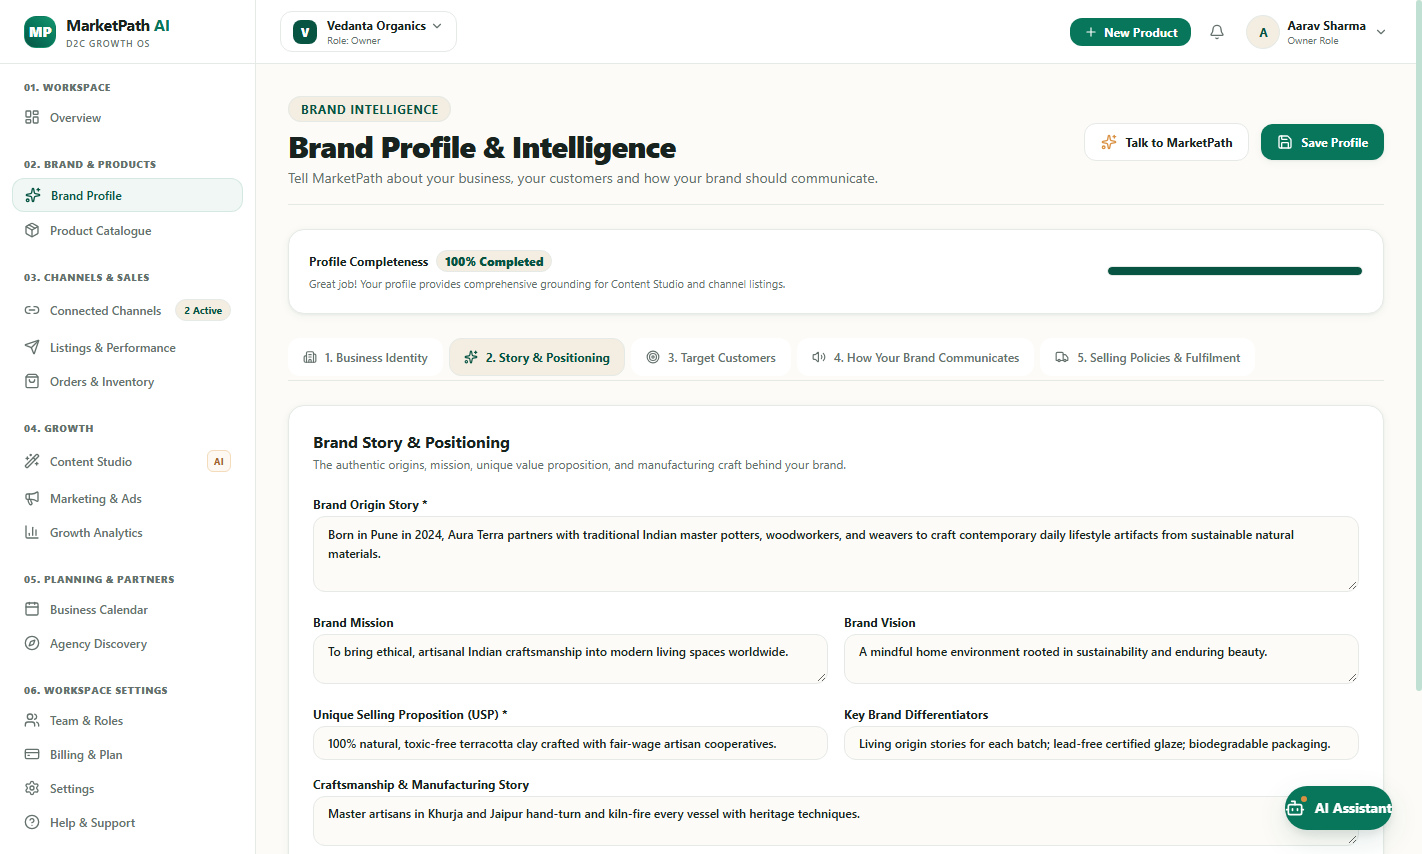 MP
MarketPath AI
D2C GROWTH OS
V
Vedanta Organics
Role: Owner
New Product
A
Aarav Sharma
Owner Role
01. WORKSPACE
Overview
02. BRAND & PRODUCTS
Brand Profile
Product Catalogue
03. CHANNELS & SALES
Connected Channels
2 Active
Listings & Performance
Orders & Inventory
04. GROWTH
Content Studio
AI
Marketing & Ads
Growth Analytics
05. PLANNING & PARTNERS
Business Calendar
Agency Discovery
06. WORKSPACE SETTINGS
Team & Roles
Billing & Plan
Settings
Help & Support
BRAND INTELLIGENCE
Brand Profile & Intelligence
Tell MarketPath about your business, your customers and how your brand should communicate.
Talk to MarketPath
Save Profile
Profile Completeness
100% Completed
Great job! Your profile provides comprehensive grounding for Content Studio and channel listings.
1. Business Identity
2. Story & Positioning
3. Target Customers
4. How Your Brand Communicates
5. Selling Policies & Fulfilment
Brand Story & Positioning
The authentic origins, mission, unique value proposition, and manufacturing craft behind your brand.
Brand Origin Story *
Born in Pune in 2024, Aura Terra partners with traditional Indian master potters, woodworkers, and weavers to craft contemporary daily lifestyle artifacts from sustainable natural
materials.
Brand Mission
To bring ethical, artisanal Indian craftsmanship into modern living spaces worldwide.
Brand Vision
A mindful home environment rooted in sustainability and enduring beauty.
Unique Selling Proposition (USP) *
100% natural, toxic-free terracotta clay crafted with fair-wage artisan cooperatives.
Key Brand Differentiators
Living origin stories for each batch; lead-free certified glaze; biodegradable packaging.
Craftsmanship & Manufacturing Story
Master artisans in Khurja and Jaipur hand-turn and kiln-fire every vessel with heritage techniques.
AI Assistant